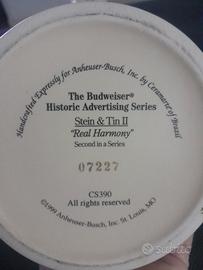 Handcrafted Expressly for Anheuser-Busch, Inc. by Ceramarte of Brazil
The Budweiser®
Historic Advertising Series
Stein & Tin II
"Real Harmony"
Second in a Series
07227
CS390
All rights reserved
©1999 Anheuser-Busch, Inc. St. Louis, MO
subito